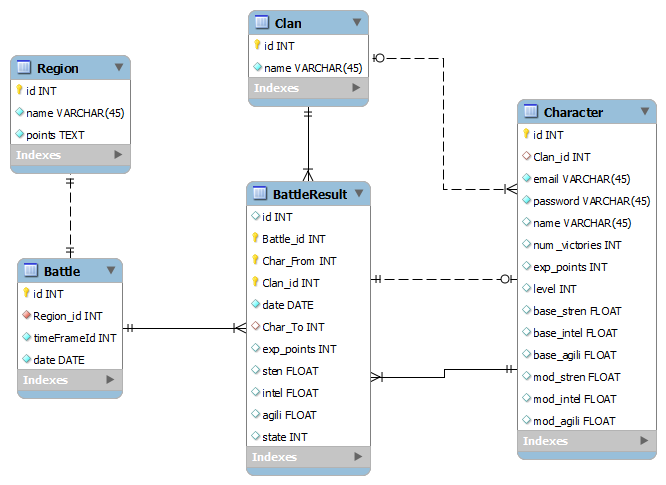 Clan
id INT
name VARCHAR(45)
Indexes
Region
id INT
name VARCHAR(45)
points TEXT
Indexes
Character
id INT
Clan_id INT
email VARCHAR(45)
password VARCHAR(45)
name VARCHAR(45)
num_victories INT
exp_points INT
level INT
base_stren FLOAT
base_intel FLOAT
base_agili FLOAT
mod_stren FLOAT
mod_intel FLOAT
mod_agili FLOAT
Indexes
BattleResult
id INT
Battle_id INT
Char_From INT
Clan_id INT
date DATE
Char_To INT
exp_points INT
sten FLOAT
intel FLOAT
agili FLOAT
state INT
Indexes
Battle
id INT
Region_id INT
timeFrameId INT
date DATE
Indexes